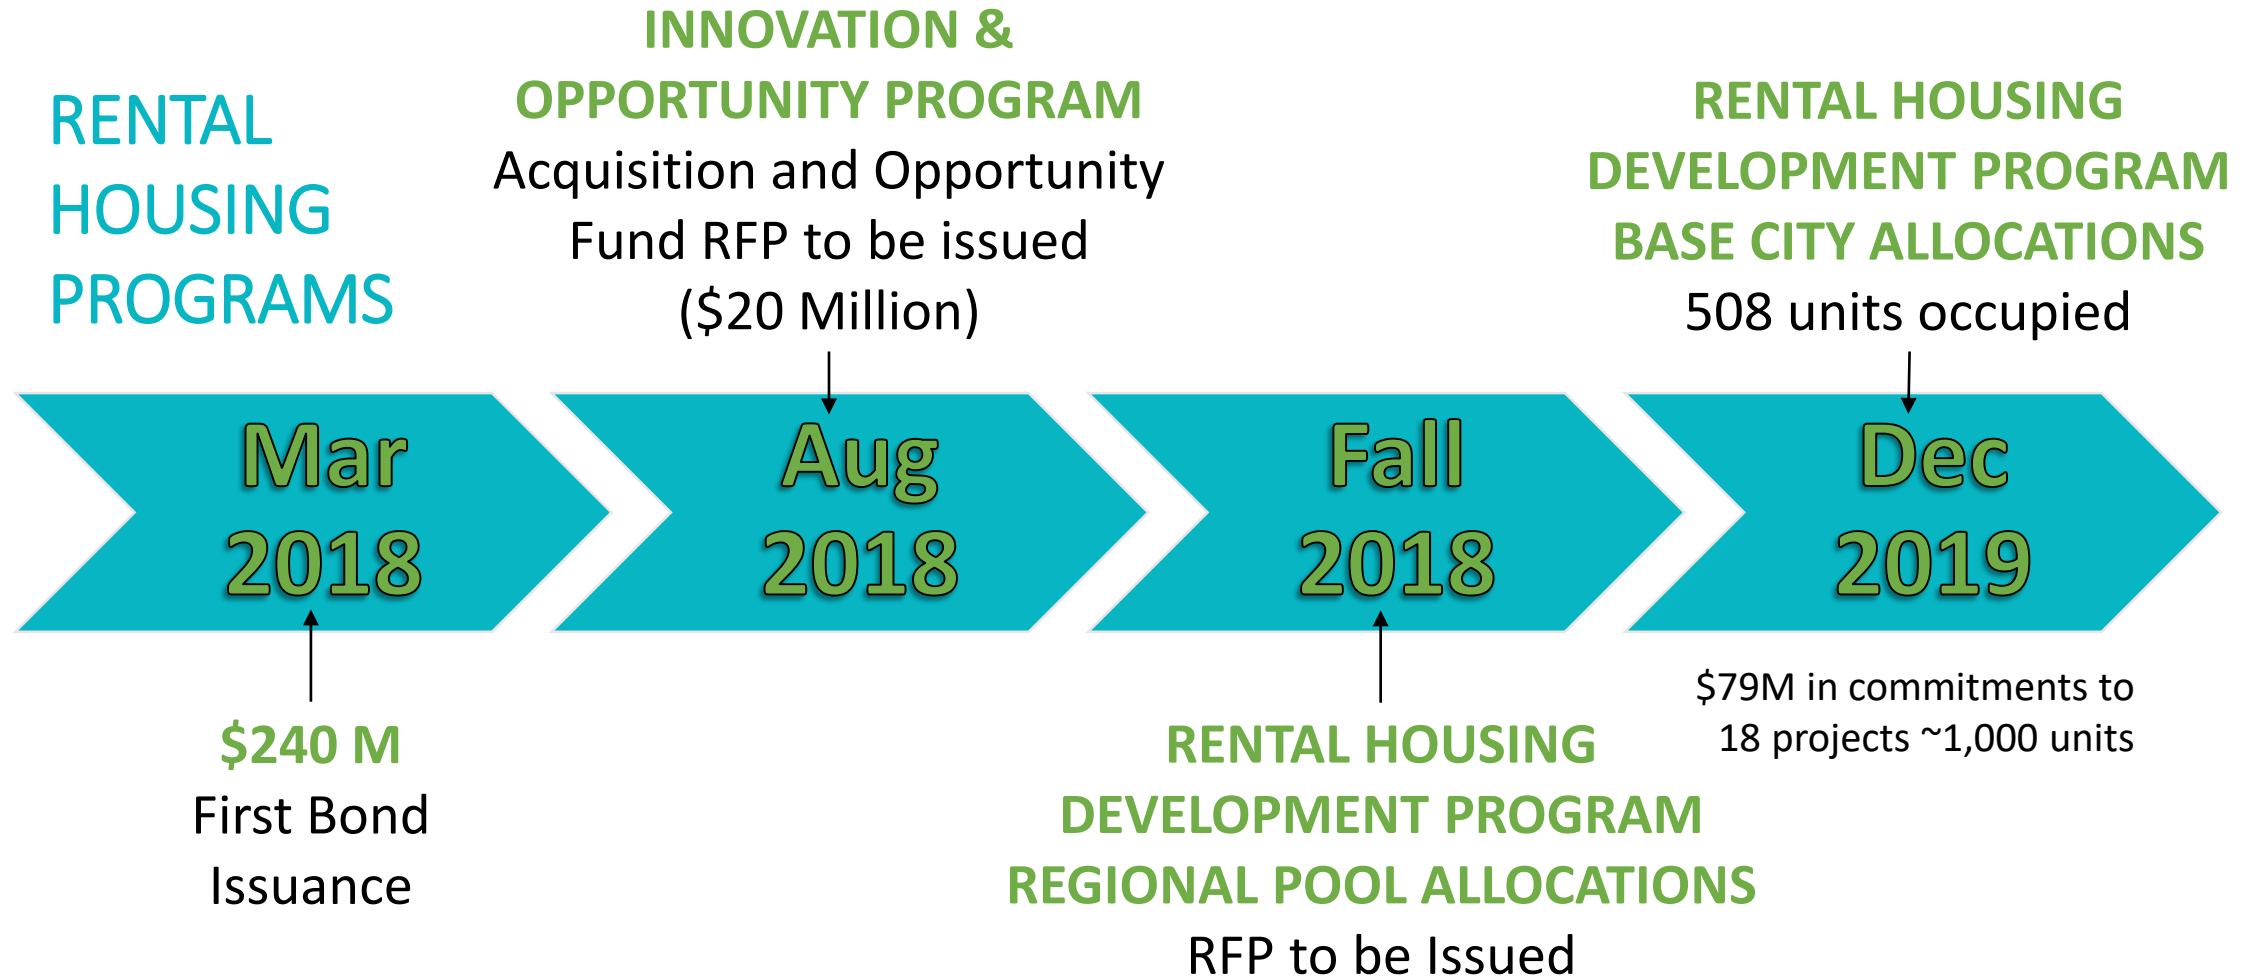 RENTAL
HOUSING
PROGRAMS
INNOVATION &
OPPORTUNITY PROGRAM
Acquisition and Opportunity
Fund RFP to be issued
($20 Million)
RENTAL HOUSING
DEVELOPMENT PROGRAM
BASE CITY ALLOCATIONS
508 units occupied
Mar
2018
Aug
2018
Fall
2018
Dec
2019
$240 M
First Bond
Issuance
RENTAL HOUSING
DEVELOPMENT PROGRAM
REGIONAL POOL ALLOCATIONS
RFP to be Issued
$79M in commitments to
18 projects ~1,000 units